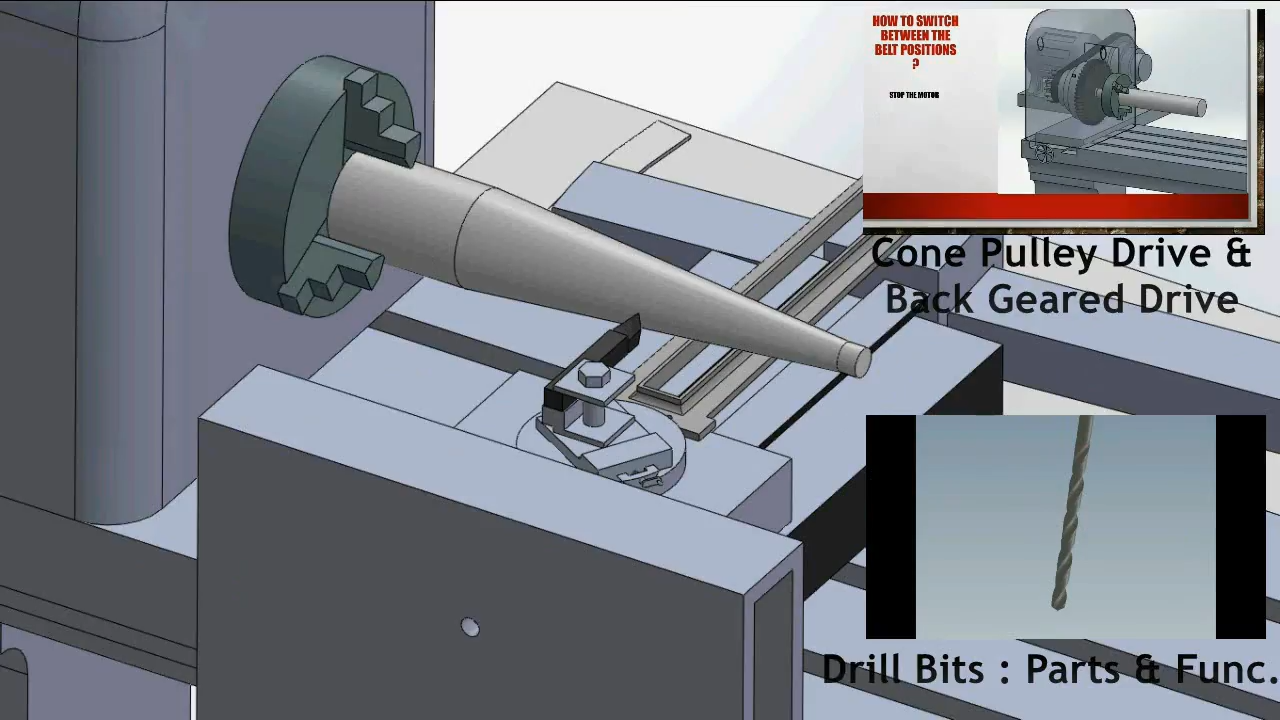 HOW TO SWITCH
BETWEEN THE
BELT POSITIONS
?
STOP THE MOTOR
Cone Pulley Drive &
Back Geared Drive
Drill Bits : Parts & Func.